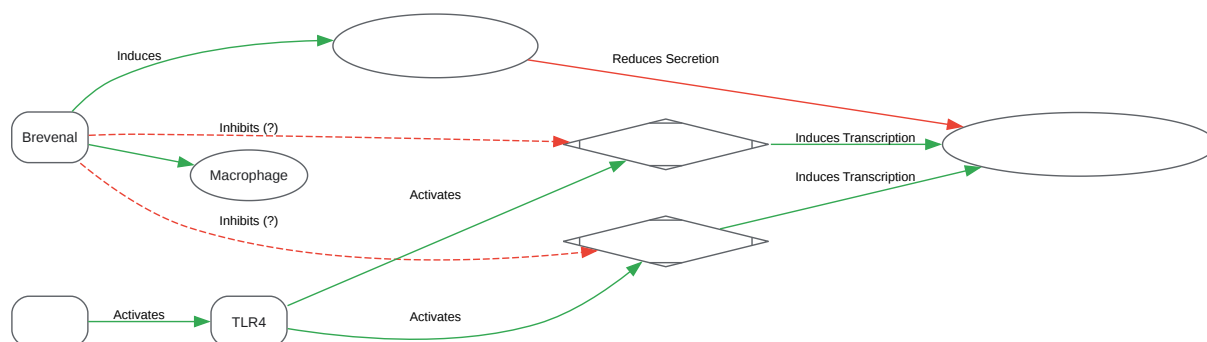 Induces
Reduces Secretion
Brevenal
Inhibits (?)
Induces Transcription
Macrophage
Induces Transcription
Activates
Inhibits (?)
Activates
TLR4
Activates